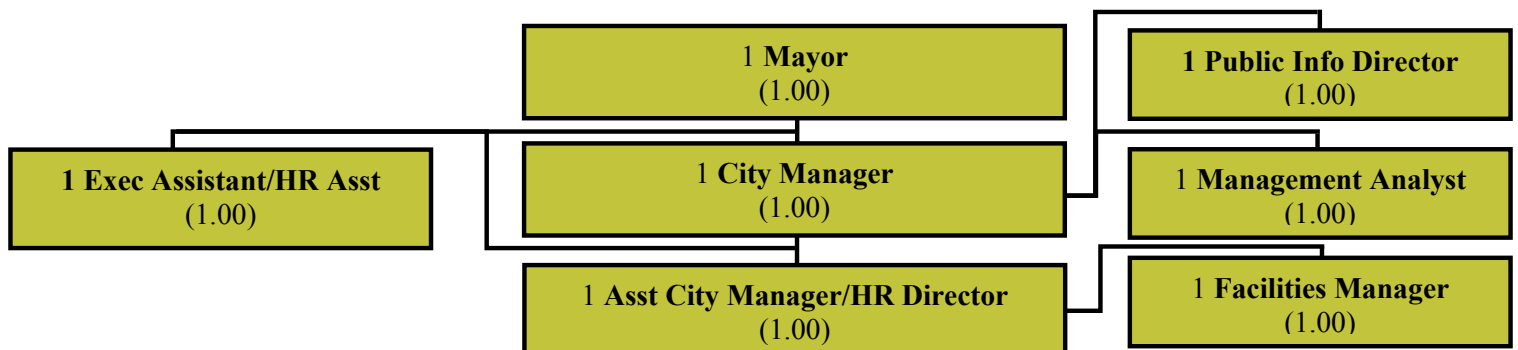 1 Mayor
(1.00)
1 Public Info Director
(1.00)
1 Exec Assistant/HR Asst
(1.00)
1 City Manager
(1.00)
1 Management Analyst
(1.00)
1 Asst City Manager/HR Director
(1.00)
1 Facilities Manager
(1.00)